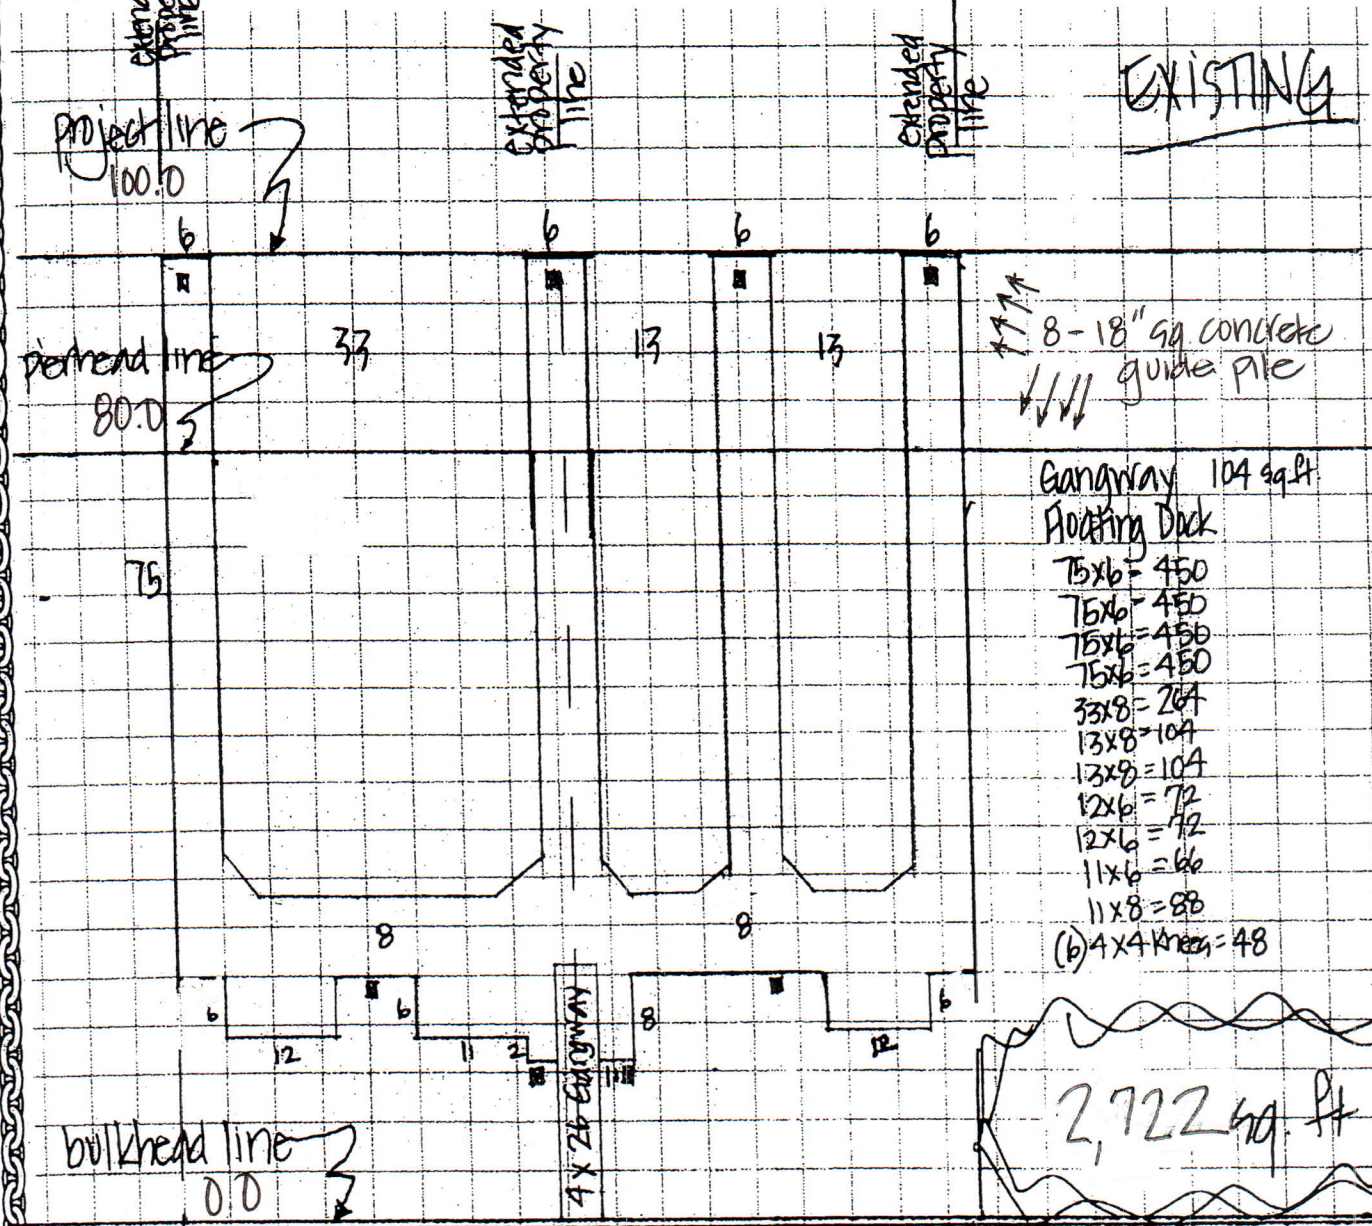 extended
property
line
extended
property
line
extended
property
line
EXISTING
project line
100.0
6
6
6
6
33
13
13
8-18" sq. concrete
guide pile
pierhead line
80.0
75
Gangway 104 sq ft
Floating Dock
75x6=450
75x6=450
75x6=450
75x6=450
33x8=264
13x8=104
13x8=104
12x6=72
12x6=72
11x6=66
11x8=88
(6) 4x4 Knees=48
8
8
6
12
6
11
2
4 x 26 Gangway
8
12
6
2,722 sq. ft
bulkhead line
0.0